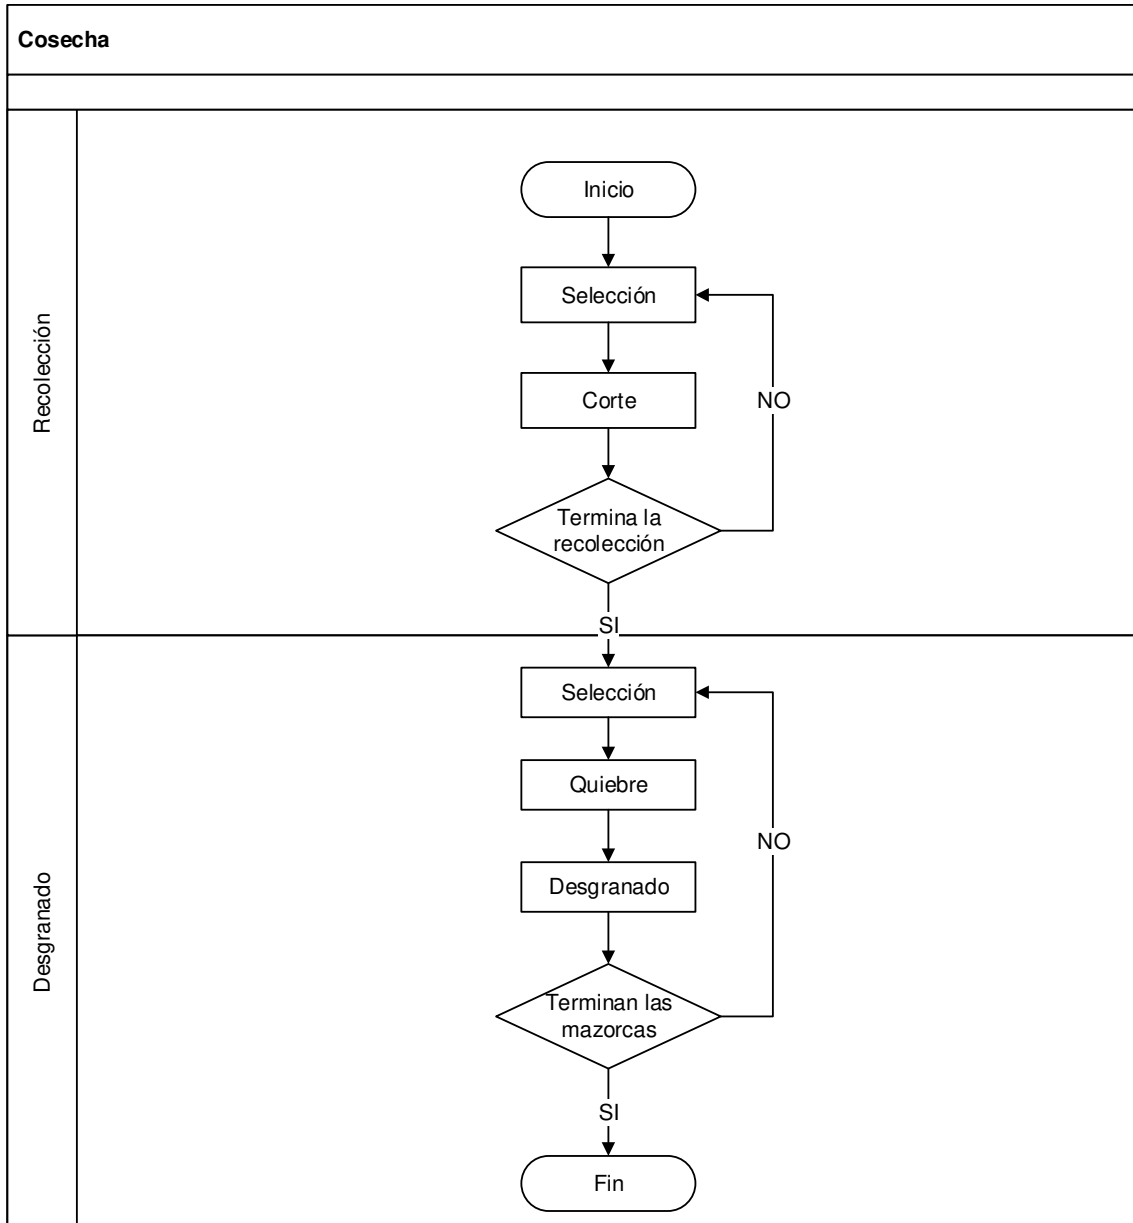 Cosecha
Recolección
Inicio
Selección
Corte
NO
Termina la
recolección
SI
Desgranado
Selección
Quiebre
NO
Desgranado
Terminan las
mazorcas
SI
Fin